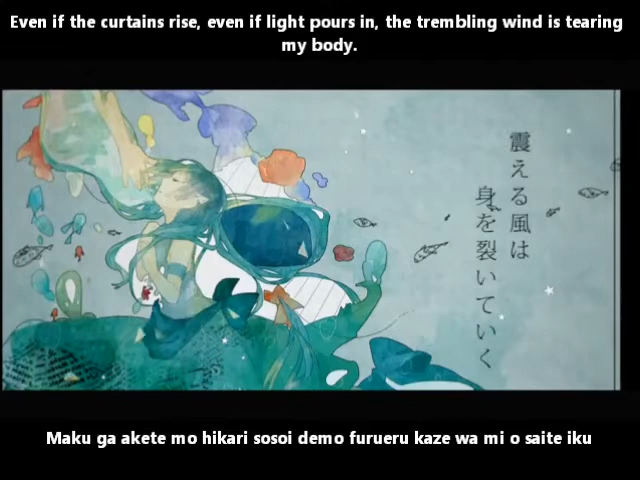 Even if the curtains rise, even if light pours in, the trembling wind is tearing
my body.
震える風は
身を裂いていく
Maku ga akete mo hikari sosoi demo furueru kaze wa mi o saite iku